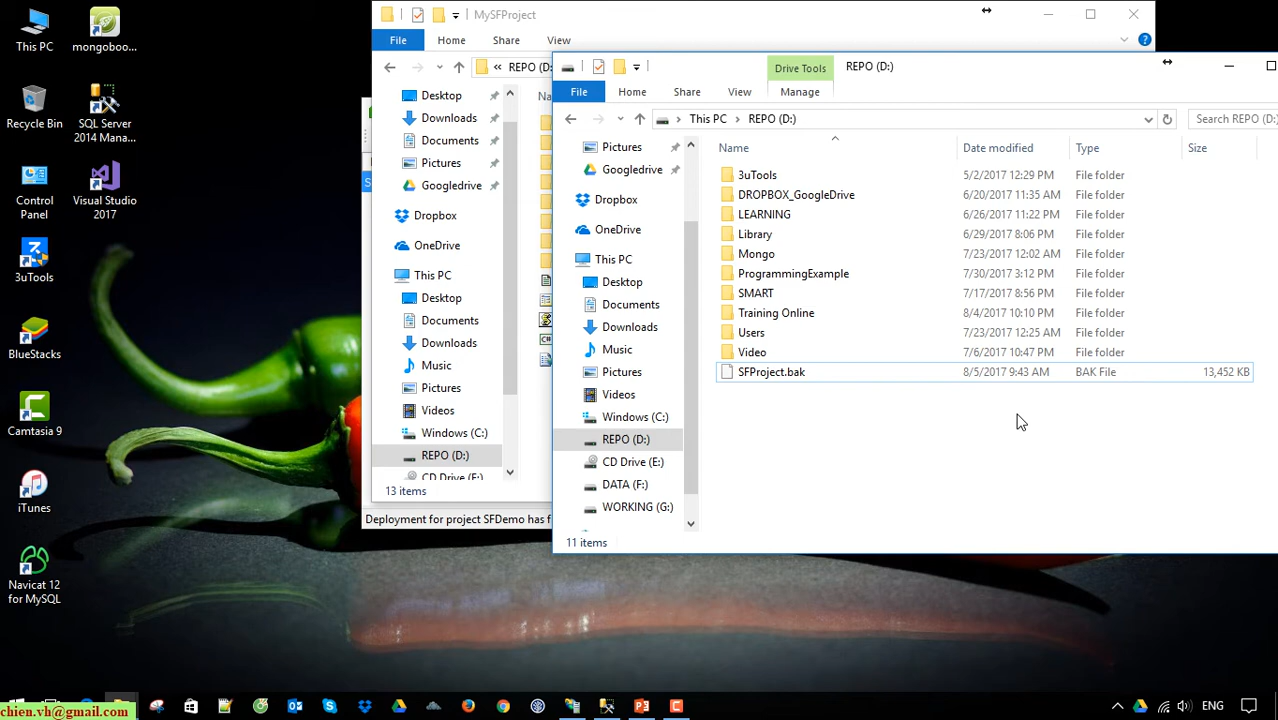 This PC
mongoboo...
Recycle Bin
SQL Server
2014 Mana...
Control
Panel
Visual Studio
2017
3uTools
BlueStacks
Camtasia 9
iTunes
Navicat 12
for MySQL
MySFProject
File Home Share View
« REPO (D:
Desktop
Downloads
Documents
Pictures
Googledrive
Dropbox
OneDrive
This PC
Desktop
Documents
Downloads
Music
Pictures
Videos
Windows (C:)
REPO (D:)
CD Drive (E:)
13 items
Deployment for project SFDemo has f
Drive Tools REPO (D:)
File Home Share View Manage
This PC REPO (D:) Search REPO (D:)
Pictures
Googledrive
Dropbox
OneDrive
This PC
Desktop
Documents
Downloads
Music
Pictures
Videos
Windows (C:)
REPO (D:)
CD Drive (E:)
DATA (F:)
WORKING (G:)
Name Date modified Type Size
3uTools 5/2/2017 12:29 PM File folder
DROPBOX_GoogleDrive 6/20/2017 11:35 AM File folder
LEARNING 6/26/2017 11:22 PM File folder
Library 6/29/2017 8:06 PM File folder
Mongo 7/23/2017 12:02 AM File folder
ProgrammingExample 7/30/2017 3:12 PM File folder
SMART 7/17/2017 8:56 PM File folder
Training Online 8/4/2017 10:10 PM File folder
Users 7/23/2017 12:25 AM File folder
Video 7/6/2017 10:47 PM File folder
SFProject.bak 8/5/2017 9:43 AM BAK File 13,452 KB
11 items
chien.vh@gmail.com
ENG